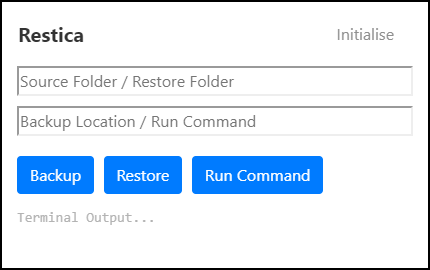 Restica Initialise
Source Folder / Restore Folder
Backup Location / Run Command
Backup Restore Run Command
Terminal Output...